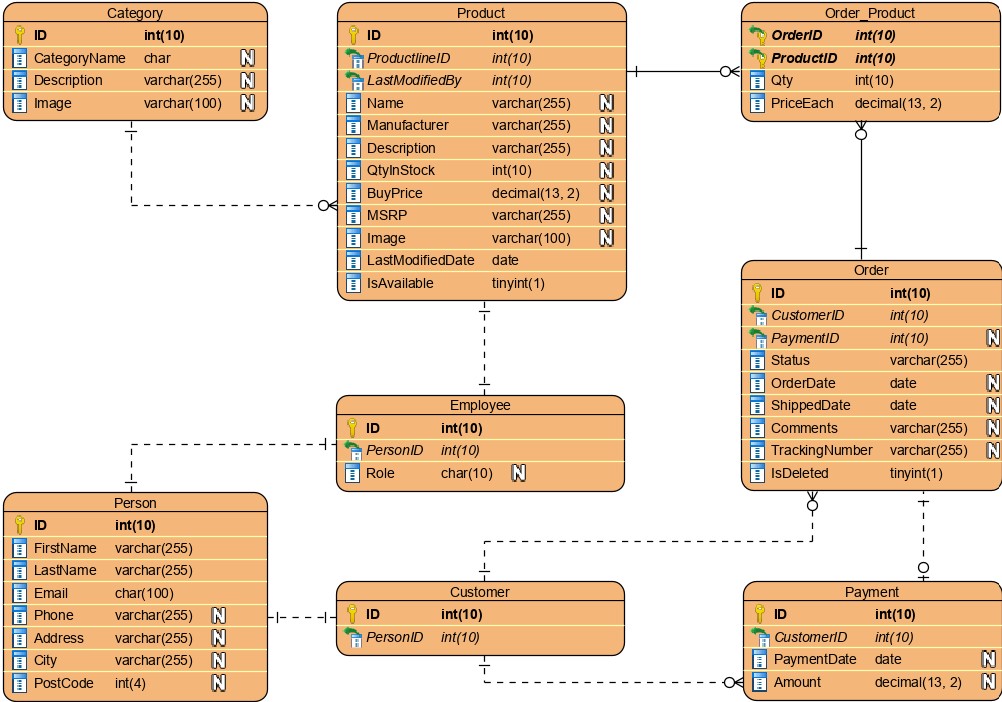 Category
ID int(10)
CategoryName char N
Description varchar(255) N
Image varchar(100) N
Product
ID int(10)
ProductlineID int(10)
LastModifiedBy int(10)
Name varchar(255) N
Manufacturer varchar(255) N
Description varchar(255) N
QtyInStock int(10) N
BuyPrice decimal(13, 2) N
MSRP varchar(255) N
Image varchar(100) N
LastModifiedDate date
IsAvailable tinyint(1)
Order_Product
OrderID int(10)
ProductID int(10)
Qty int(10)
PriceEach decimal(13, 2)
Order
ID int(10)
CustomerID int(10)
PaymentID int(10) N
Status varchar(255)
OrderDate date N
ShippedDate date N
Comments varchar(255) N
TrackingNumber varchar(255) N
IsDeleted tinyint(1)
Employee
ID int(10)
PersonID int(10)
Role char(10) N
Person
ID int(10)
FirstName varchar(255)
LastName varchar(255)
Email char(100)
Phone varchar(255) N
Address varchar(255) N
City varchar(255) N
PostCode int(4) N
Customer
ID int(10)
PersonID int(10)
Payment
ID int(10)
CustomerID int(10)
PaymentDate date N
Amount decimal(13, 2) N